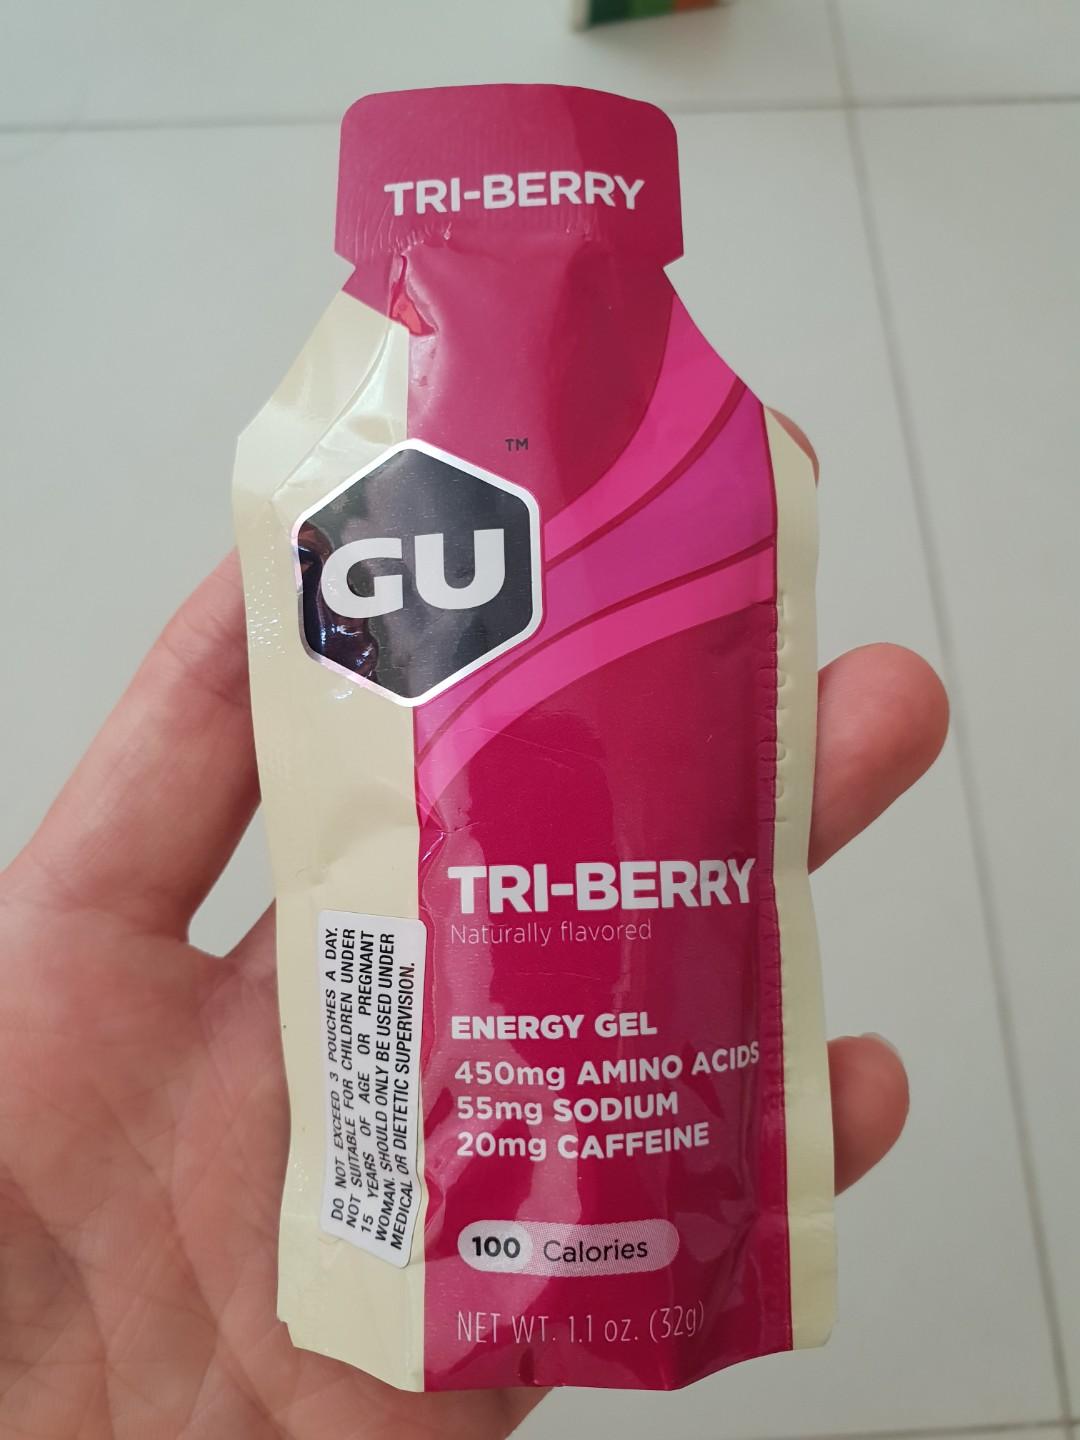 TRI-BERRY
TM
GU
TRI-BERRY
Naturally flavored
ENERGY GEL
450mg AMINO ACIDS
55mg SODIUM
20mg CAFFEINE
100 Calories
NET WT. 1.1 oz. (32g)
DO NOT EXCEED 3 POUCHES A DAY.
NOT SUITABLE FOR CHILDREN UNDER
15 YEARS OF AGE OR PREGNANT
WOMAN. SHOULD ONLY BE USED UNDER
MEDICAL OR DIETETIC SUPERVISION.